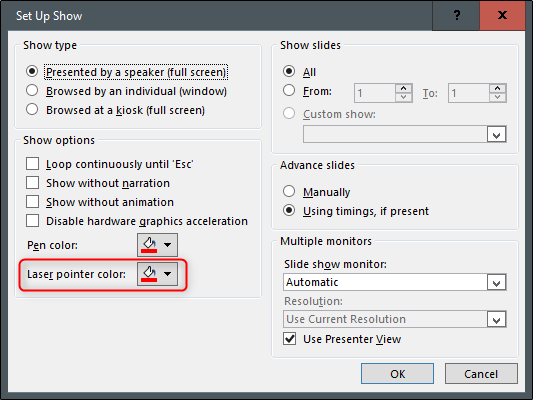 Set Up Show
?
Show type
Presented by a speaker (full screen)
Browsed by an individual (window)
Browsed at a kiosk (full screen)
Show options
Loop continuously until 'Esc'
Show without narration
Show without animation
Disable hardware graphics acceleration
Pen color:
Laser pointer color:
Show slides
All
From: 1 To: 1
Custom show:
Advance slides
Manually
Using timings, if present
Multiple monitors
Slide show monitor:
Automatic
Resolution:
Use Current Resolution
Use Presenter View
OK Cancel